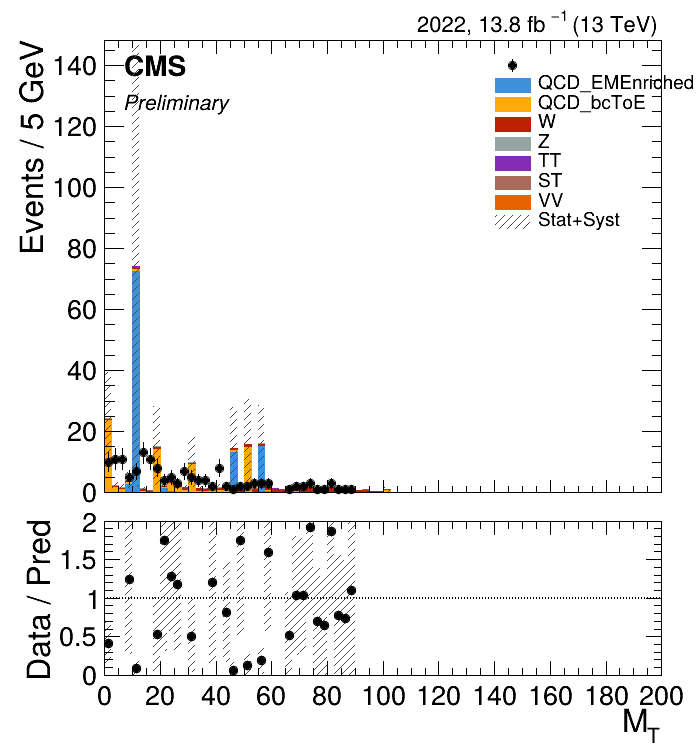 2022, 13.8 fb⁻¹ (13 TeV)
Events / 5 GeV
140
120
100
80
60
40
20
0
CMS
Preliminary
QCD_EMEnriched
QCD_bcToE
W
Z
TT
ST
VV
Stat+Syst
Data / Pred
2
1.5
1
0.5
0
0 20 40 60 80 100 120 140 160 180 200
M_T